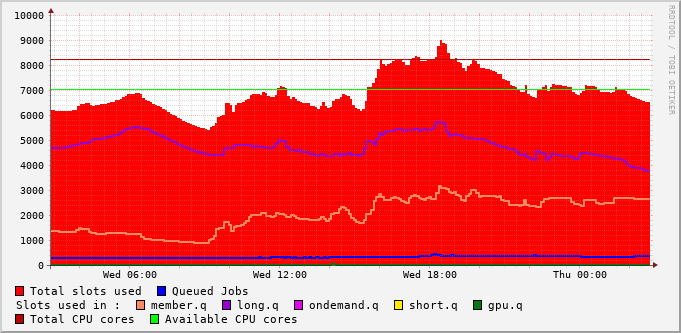 RRDTOOL / TOBI OETIKER
10000
9000
8000
7000
6000
5000
4000
3000
2000
1000
0
Wed 06:00 Wed 12:00 Wed 18:00 Thu 00:00
Total slots used Queued Jobs
Slots used in : member.q long.q ondemand.q short.q gpu.q
Total CPU cores Available CPU cores